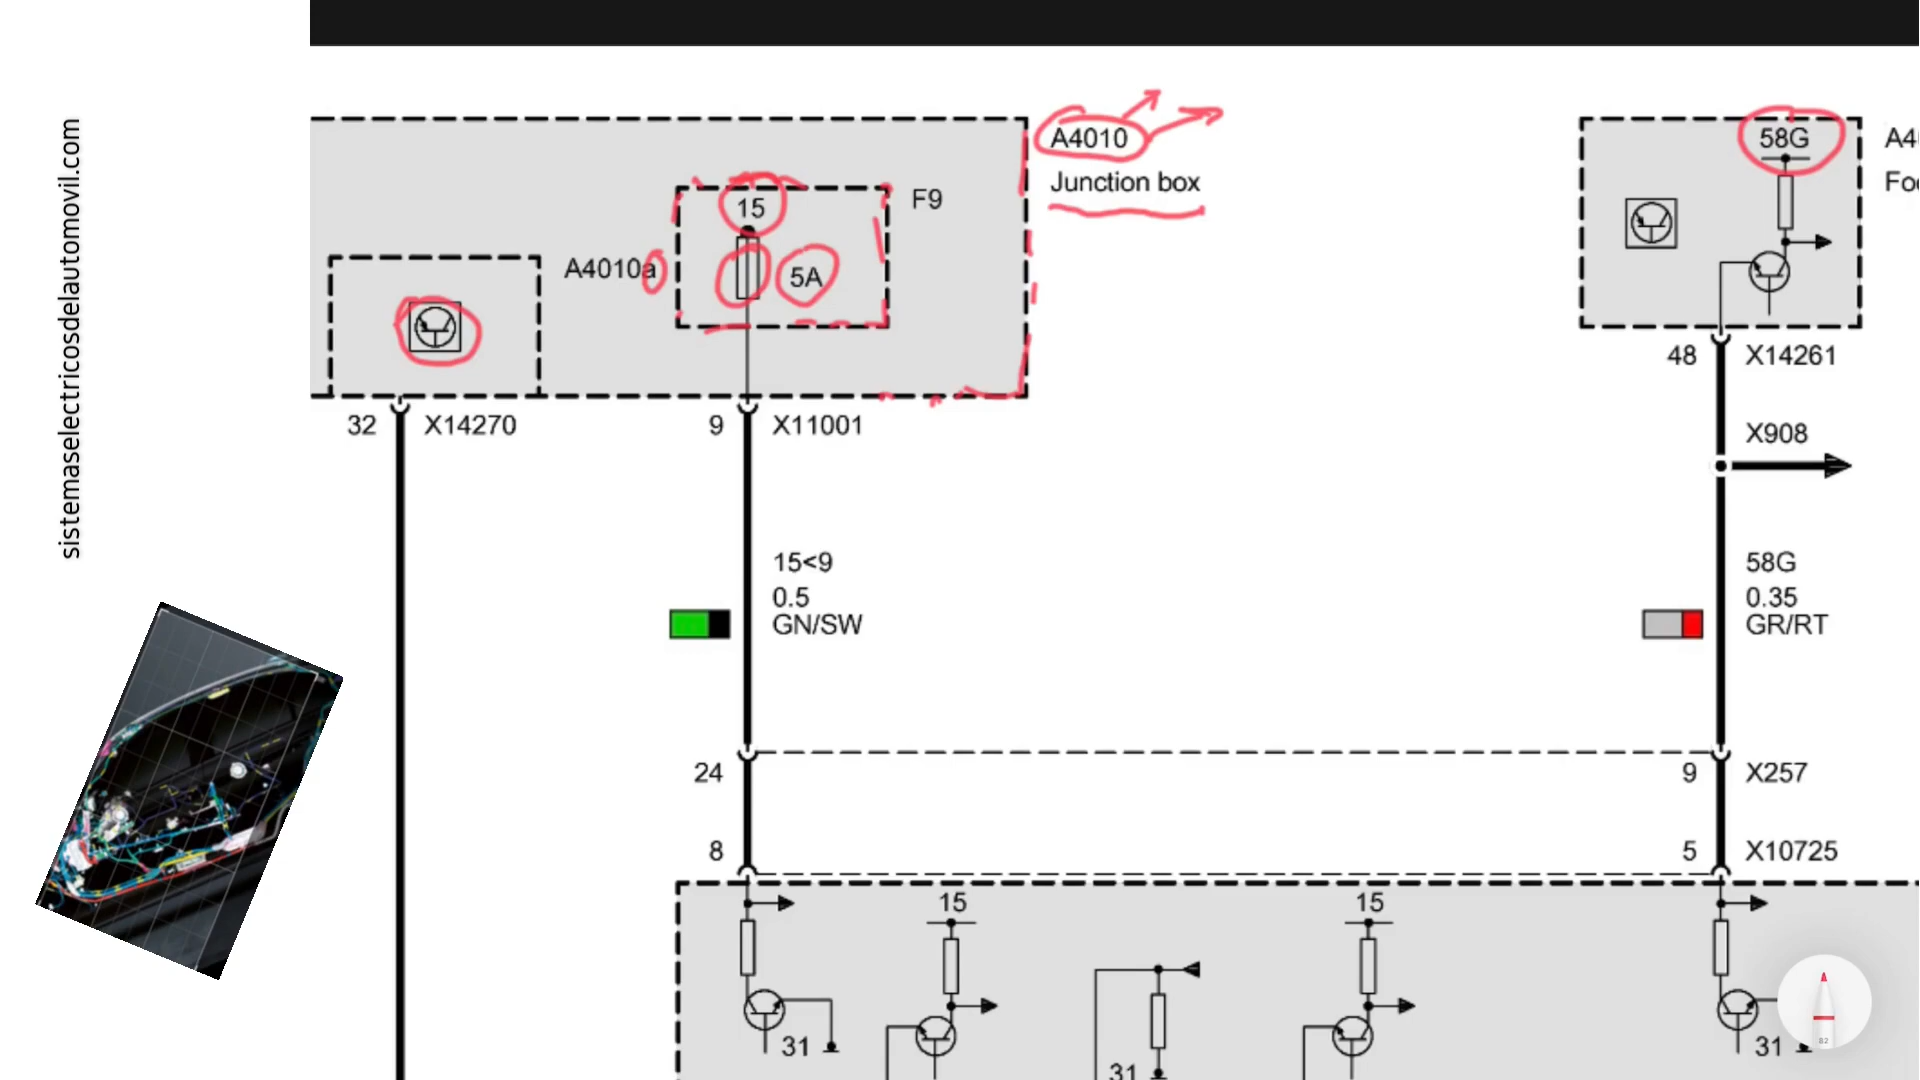 sistemaselectricosdelautomovil.com
A4010
Junction box
15
F9
5A
A4010a
32
X14270
9
X11001
15<9
0.5
GN/SW
24
8
58G
48
X14261
X908
58G
0.35
GR/RT
9
X257
5
X10725
15
15
31
31
31
82